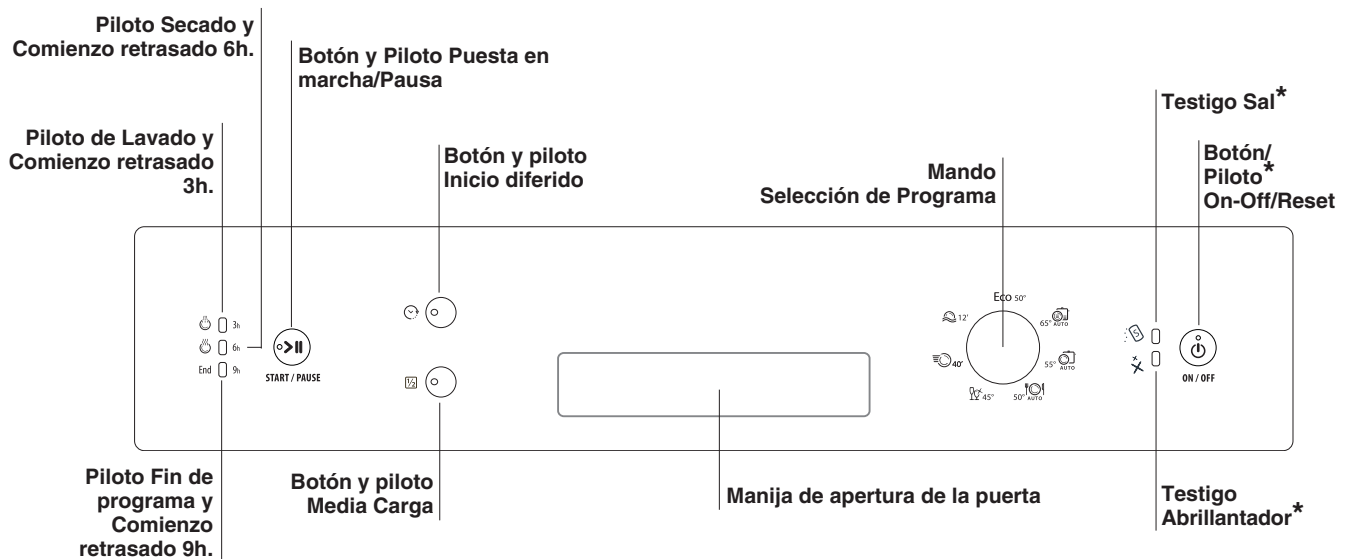 Piloto Secado y
Comienzo retrasado 6h.
Botón y Piloto Puesta en
marcha/Pausa
Testigo Sal*
Piloto de Lavado y
Comienzo retrasado
3h.
Botón y piloto
Inicio diferido
Mando
Selección de Programa
Botón/
Piloto*
On-Off/Reset
3h
6h
End 9h
START / PAUSE
1/2
Eco 50°
65° AUTO
55° AUTO
50° AUTO
45°
40'
12'
S
ON / OFF
Piloto Fin de
programa y
Comienzo
retrasado 9h.
Botón y piloto
Media Carga
Manija de apertura de la puerta
Testigo
Abrillantador*